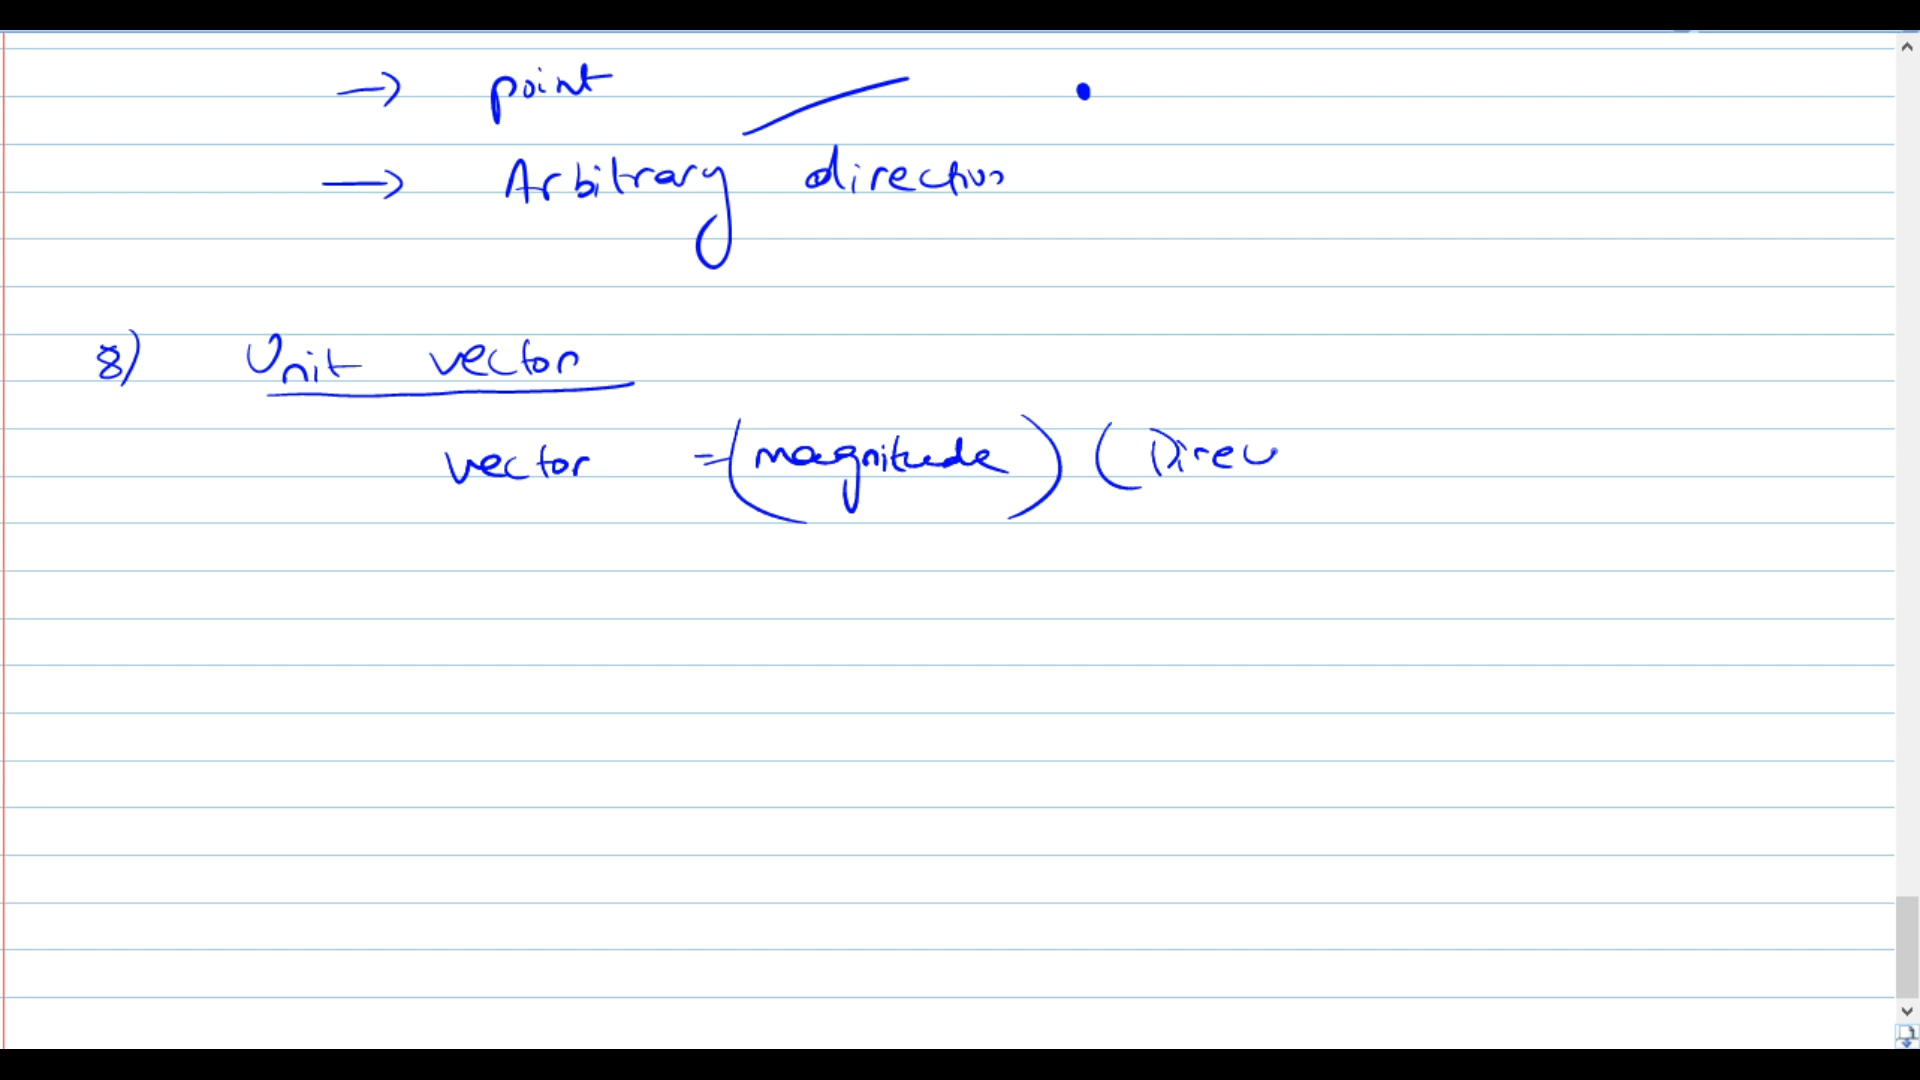 → point
→ Arbitrary direction
8) Unit vector
vector = (magnitude) (Direc